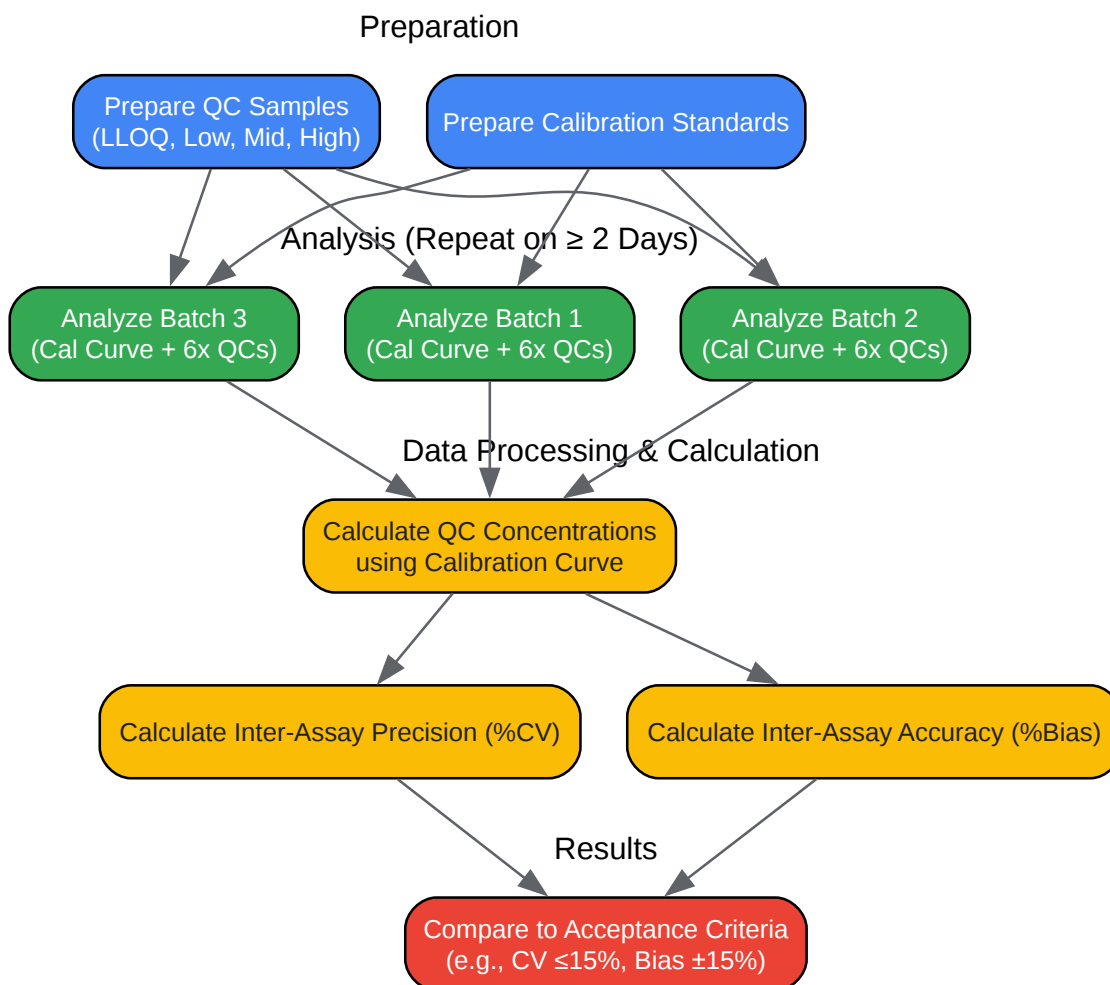 Preparation
Prepare QC Samples
(LLOQ, Low, Mid, High)
Prepare Calibration Standards
Analysis (Repeat on ≥ 2 Days)
Analyze Batch 3
(Cal Curve + 6x QCs)
Analyze Batch 1
(Cal Curve + 6x QCs)
Analyze Batch 2
(Cal Curve + 6x QCs)
Data Processing & Calculation
Calculate QC Concentrations
using Calibration Curve
Calculate Inter-Assay Precision (%CV)
Calculate Inter-Assay Accuracy (%Bias)
Results
Compare to Acceptance Criteria
(e.g., CV ≤15%, Bias ±15%)